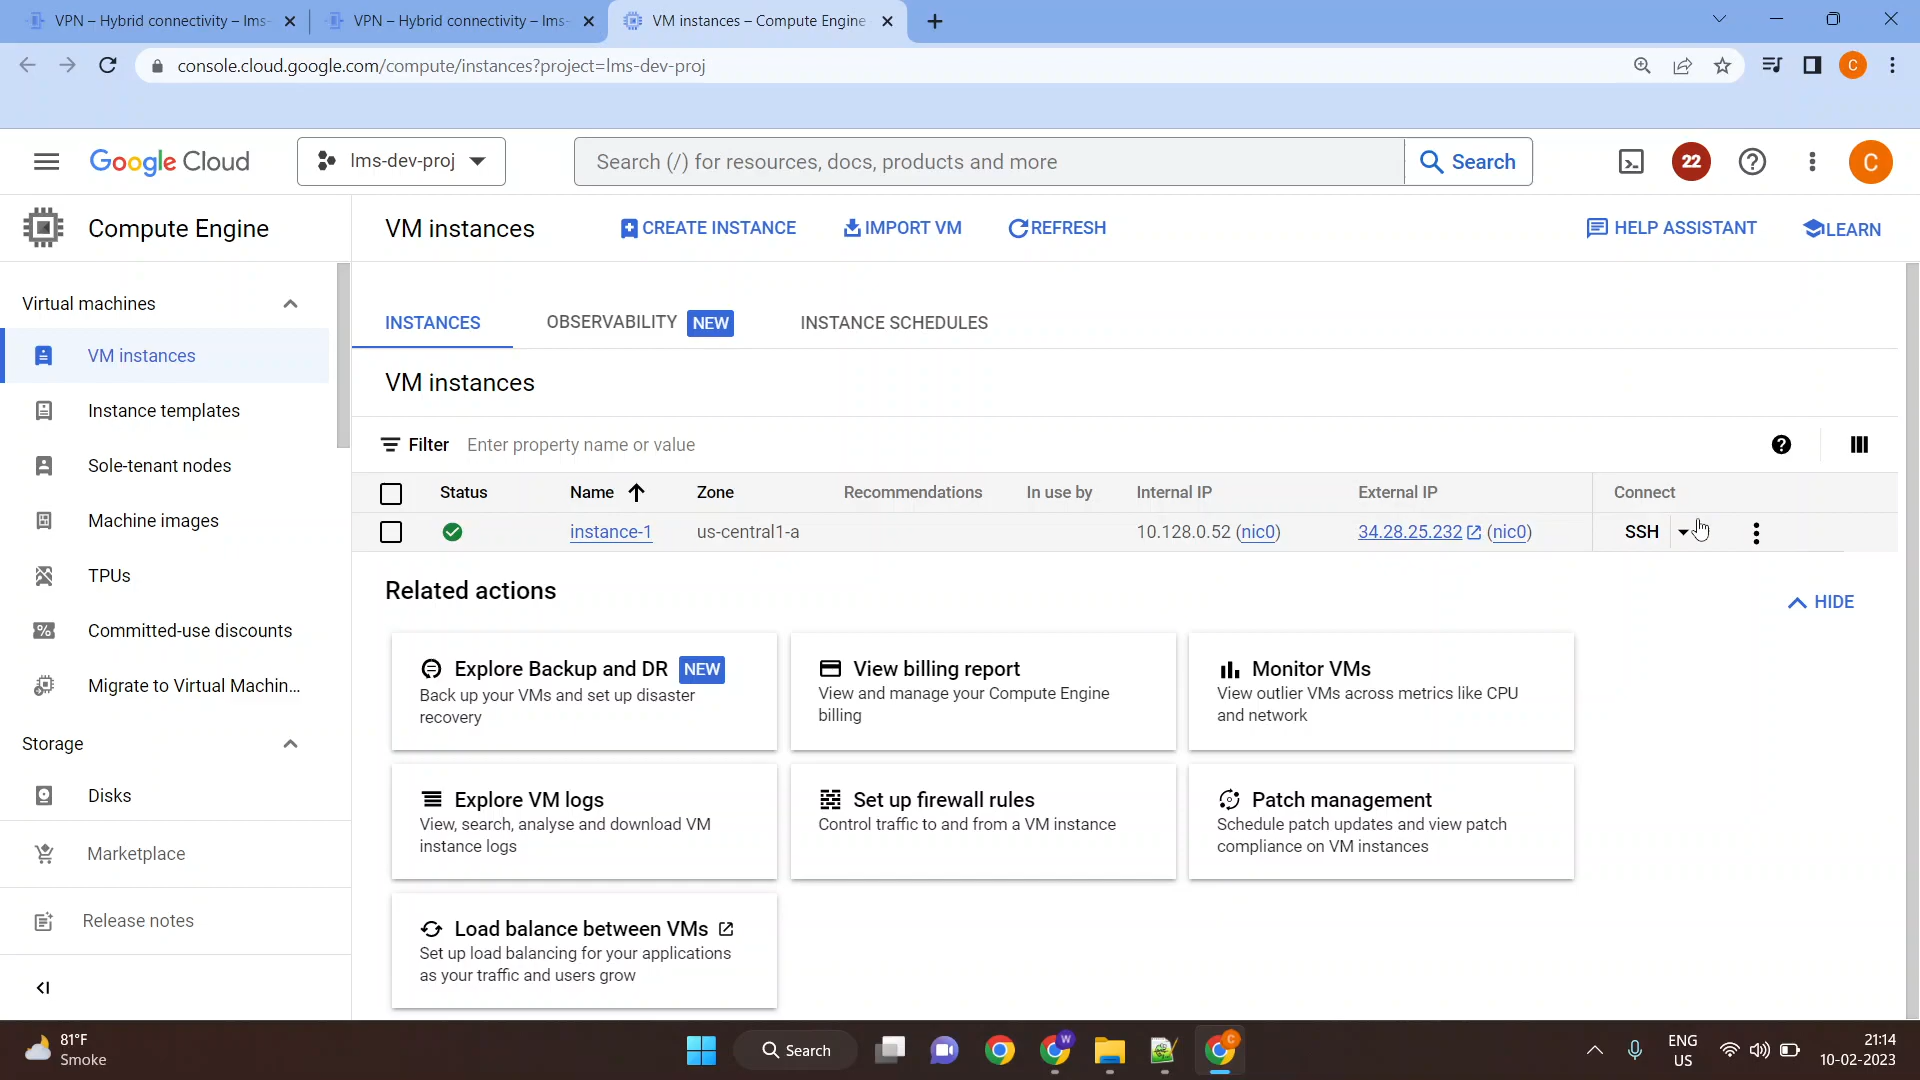 VPN – Hybrid connectivity – lms-
VPN – Hybrid connectivity – lms-
VM instances – Compute Engine
console.cloud.google.com/compute/instances?project=lms-dev-proj
C
Google Cloud
lms-dev-proj
Search (/) for resources, docs, products and more
Search
22
C
Compute Engine
VM instances
CREATE INSTANCE
IMPORT VM
REFRESH
HELP ASSISTANT
LEARN
Virtual machines
VM instances
Instance templates
Sole-tenant nodes
Machine images
TPUs
Committed-use discounts
Migrate to Virtual Machin...
Storage
Disks
Marketplace
Release notes
INSTANCES
OBSERVABILITY NEW
INSTANCE SCHEDULES
VM instances
Filter Enter property name or value
Status Name Zone Recommendations In use by Internal IP External IP Connect
instance-1 us-central1-a 10.128.0.52 (nic0) 34.28.25.232 (nic0) SSH
Related actions
HIDE
Explore Backup and DR NEW
Back up your VMs and set up disaster
recovery
View billing report
View and manage your Compute Engine
billing
Monitor VMs
View outlier VMs across metrics like CPU
and network
Explore VM logs
View, search, analyse and download VM
instance logs
Set up firewall rules
Control traffic to and from a VM instance
Patch management
Schedule patch updates and view patch
compliance on VM instances
Load balance between VMs
Set up load balancing for your applications
as your traffic and users grow
81°F
Smoke
Search
W
C
ENG
US
21:14
10-02-2023